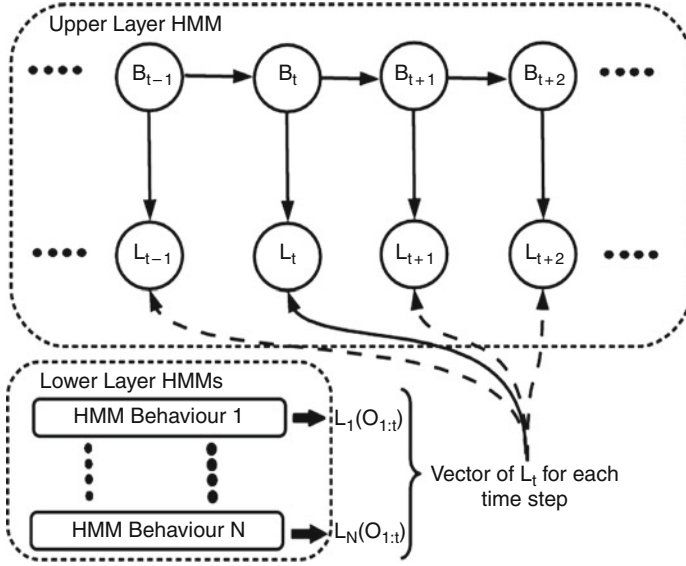 Upper Layer HMM
B_{t−1} B_t B_{t+1} B_{t+2}
L_{t−1} L_t L_{t+1} L_{t+2}
Lower Layer HMMs
HMM Behaviour 1
L_1(O_{1:t})
Vector of L_t for each
time step
HMM Behaviour N
L_N(O_{1:t})